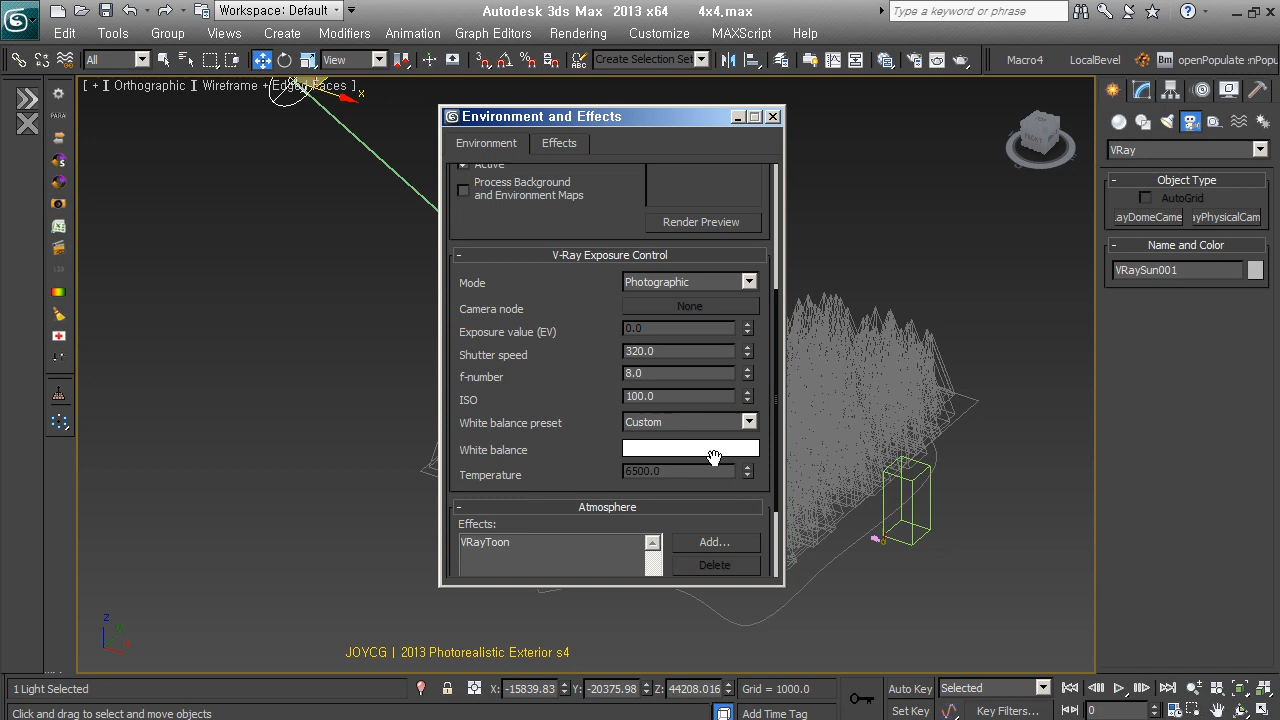 Workspace: Default
Autodesk 3ds Max 2013 x64 4x4.max
Type a keyword or phrase
Edit Tools Group Views Create Modifiers Animation Graph Editors Rendering Customize MAXScript Help
All
View
Create Selection Set
Macro4
LocalBevel
openPopulate
[ + ] Orthographic ] Wireframe + Edged Faces ]
x
PARA
Environment and Effects
Environment Effects
Active
Process Background
and Environment Maps
Render Preview
- V-Ray Exposure Control
Mode Photographic
Camera node None
Exposure value (EV) 0.0
Shutter speed 320.0
f-number 8.0
ISO 100.0
White balance preset Custom
White balance
Temperature 6500.0
- Atmosphere
Effects:
VRayToon
Add...
Delete
VRay
- Object Type
AutoGrid
ayDomeCame ayPhysicalCam
- Name and Color
VRaySun001
TOP
FRONT
z
JOYCG | 2013 Photorealistic Exterior s4
1 Light Selected
X: -15839.83 Y: -20375.98 Z: 44208.016 Grid = 1000.0
Auto Key Selected
Click and drag to select and move objects
Add Time Tag
Set Key Key Filters... 0